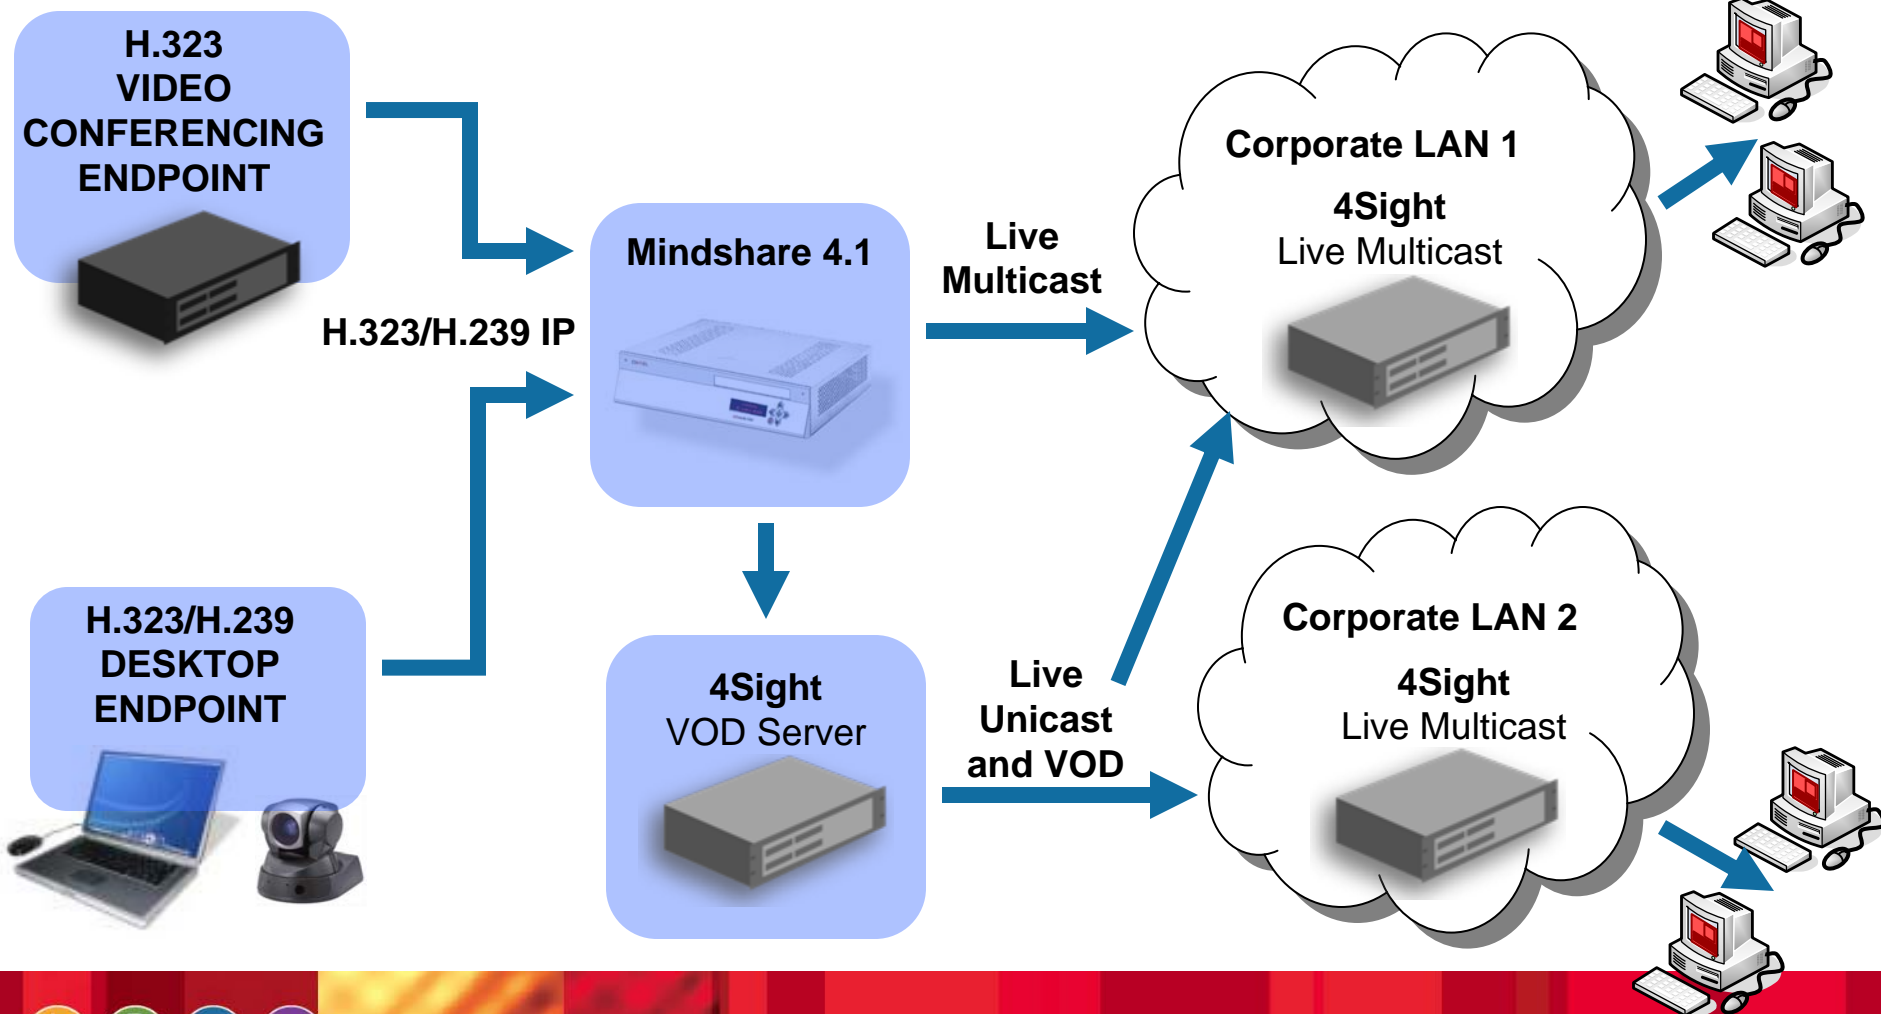 H.323
VIDEO
CONFERENCING
ENDPOINT
H.323/H.239 IP
Mindshare 4.1
Live
Multicast
Corporate LAN 1
4Sight
Live Multicast
H.323/H.239
DESKTOP
ENDPOINT
4Sight
VOD Server
Live
Unicast
and VOD
Corporate LAN 2
4Sight
Live Multicast